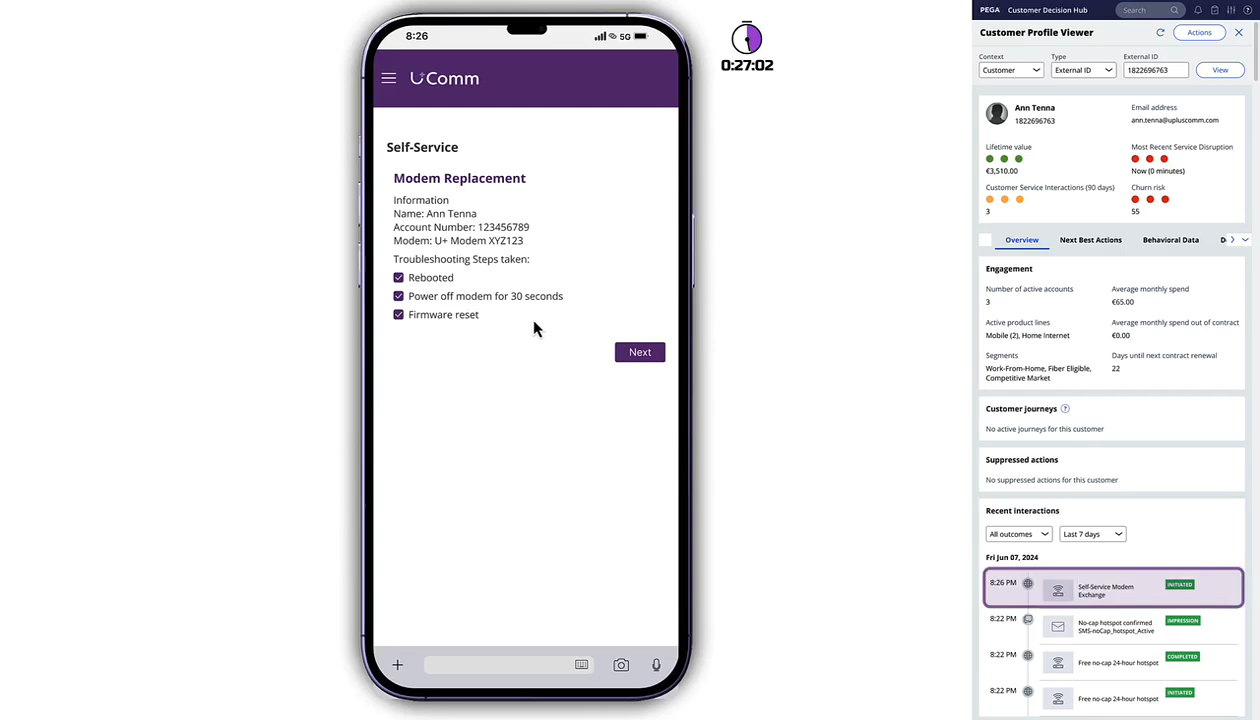 8:26
5G
U+Comm
Self-Service
Modem Replacement
Information
Name: Ann Tenna
Account Number: 123456789
Modem: U+ Modem XYZ123
Troubleshooting Steps taken:
Rebooted
Power off modem for 30 seconds
Firmware reset
Next
0:27:02
PEGA Customer Decision Hub
Search
Customer Profile Viewer
Actions
Context
Type
External ID
Customer
External ID
1822696763
View
Ann Tenna
1822696763
Email address
ann.tenna@upluscomm.com
Lifetime value
€3,510.00
Most Recent Service Disruption
Now (0 minutes)
Customer Service Interactions (90 days)
3
Churn risk
55
Overview
Next Best Actions
Behavioral Data
Engagement
Number of active accounts
3
Average monthly spend
€65.00
Active product lines
Mobile (2), Home Internet
Average monthly spend out of contract
€0.00
Segments
Work-From-Home, Fiber Eligible,
Competitive Market
Days until next contract renewal
22
Customer journeys
No active journeys for this customer
Suppressed actions
No suppressed actions for this customer
Recent interactions
All outcomes
Last 7 days
Fri Jun 07, 2024
8:26 PM
Self-Service Modem
Exchange
INITIATED
8:22 PM
No-cap hotspot confirmed
SMS-noCap_hotspot_Active
IMPRESSION
8:22 PM
Free no-cap 24-hour hotspot
COMPLETED
8:22 PM
Free no-cap 24-hour hotspot
INITIATED